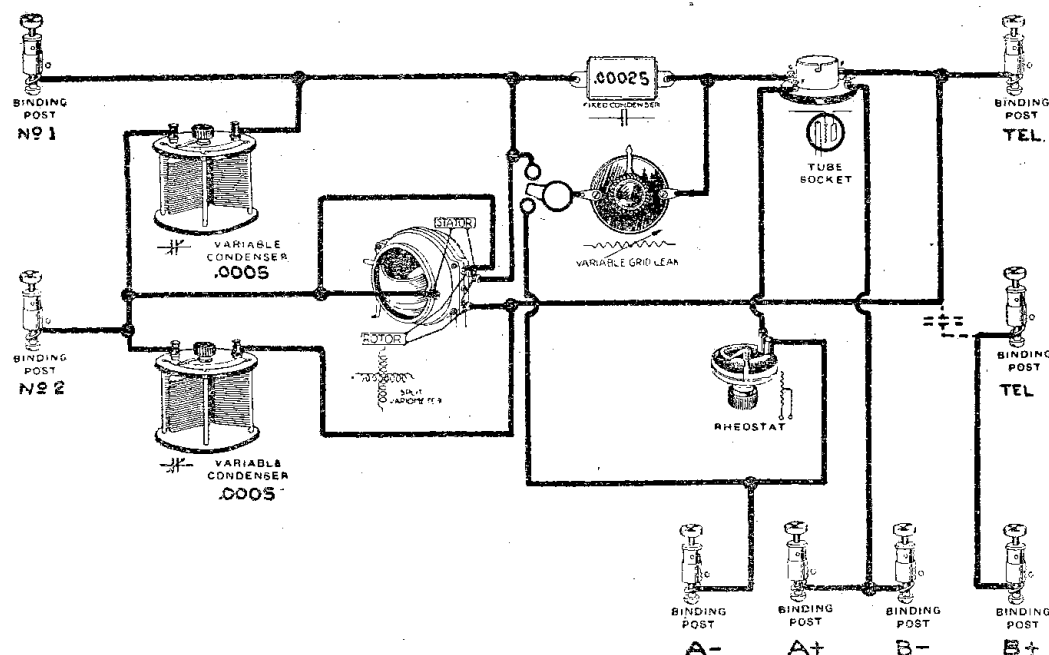 BINDING
POST
Nº 1
.00025
FIXED CONDENSER
TUBE
SOCKET
BINDING
POST
TEL.
VARIABLE
CONDENSER
.0005
STATOR
VARIABLE GRID LEAK
BINDING
POST
Nº 2
ROTOR
SPLIT
VARIOMETER
RHEOSTAT
BINDING
POST
TEL
VARIABLE
CONDENSER
.0005
BINDING
POST
A-
BINDING
POST
A+
BINDING
POST
B-
BINDING
POST
B+